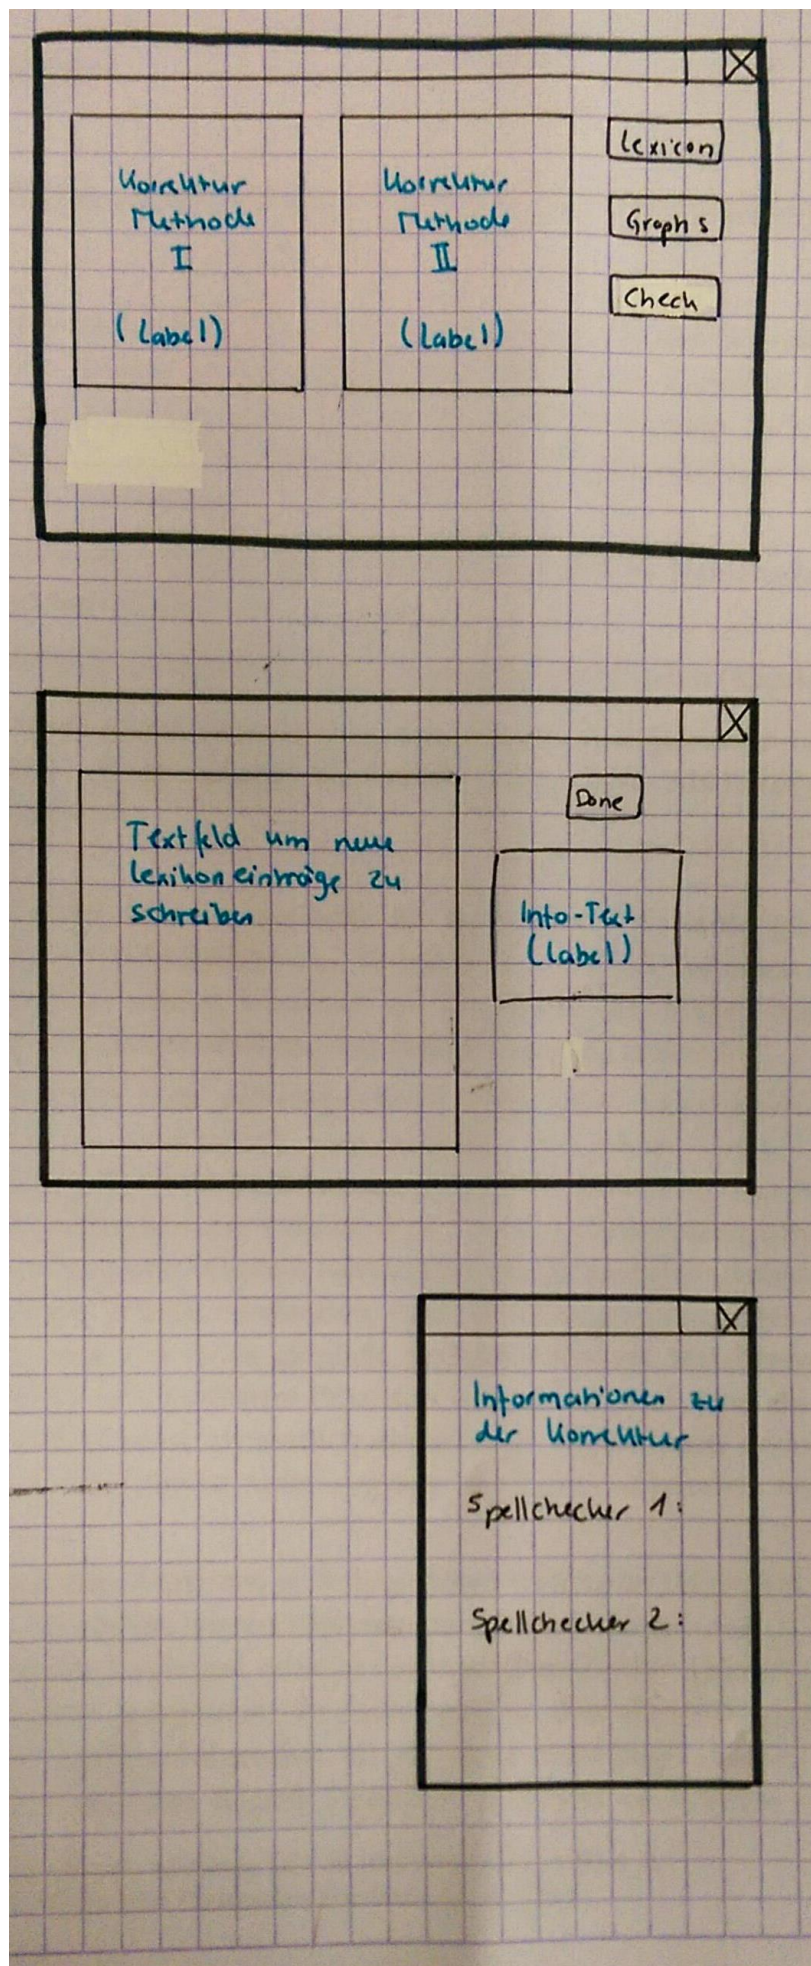 Korrektur
Methode
I
(Label)
Korrektur
Methode
II
(Label)
Lexicon
Graphs
Check
Textfeld um neue
Lexikoneinträge zu
schreiben
Done
Info-Text
(Label)
Informationen zu
der Korrektur
Spellchecker 1:
Spellchecker 2: